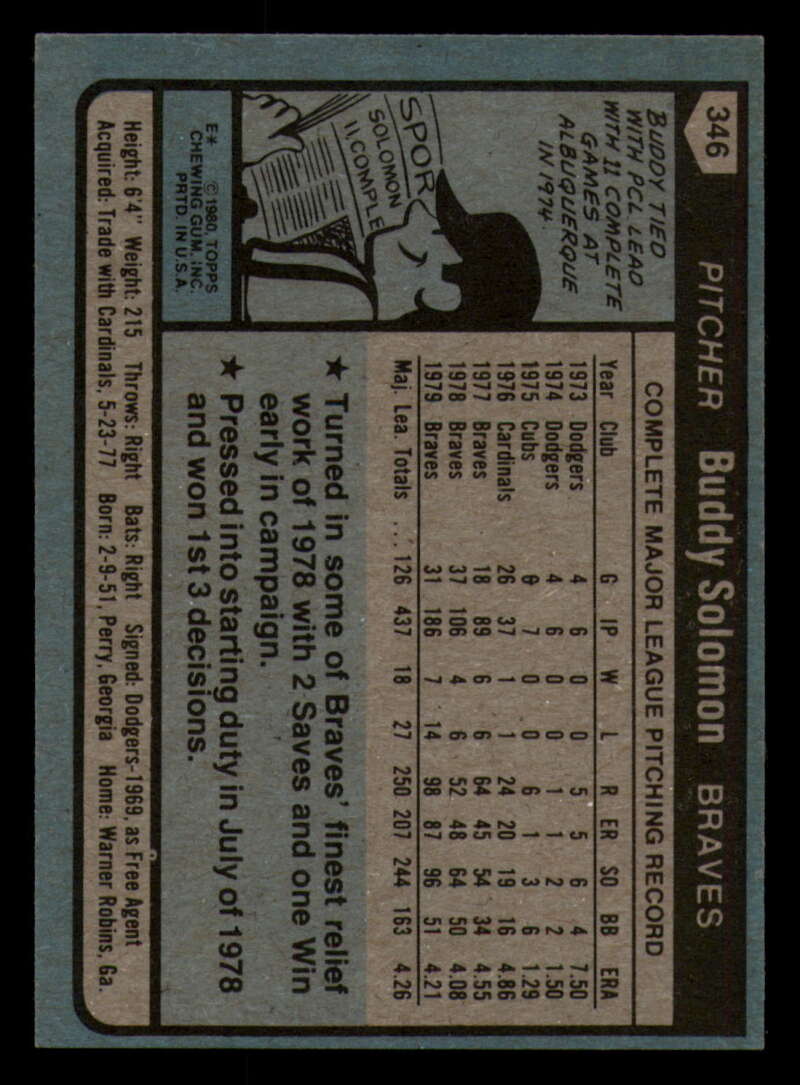 346
PITCHER Buddy Solomon BRAVES
BUDDY TIED
WITH PCL LEAD
WITH 11 COMPLETE
GAMES AT
ALBUQUERQUE
IN 1974.
SPOR
SOLOMON
11 COMPLE
E* © 1980, TOPPS
CHEWING GUM, INC.
PRTD. IN U.S.A.
COMPLETE MAJOR LEAGUE PITCHING RECORD
Year Club G IP W L R ER SO BB ERA
1973 Dodgers 4 6 0 0 5 5 6 4 7.50
1974 Dodgers 4 6 0 0 1 1 2 2 1.50
1975 Cubs 6 7 0 0 6 1 3 6 1.29
1976 Cardinals 26 37 1 1 24 20 19 16 4.86
1977 Braves 18 89 6 6 64 45 54 34 4.55
1978 Braves 37 106 4 6 52 48 64 50 4.08
1979 Braves 31 186 7 14 98 87 96 51 4.21
Maj. Lea. Totals ... 126 437 18 27 250 207 244 163 4.26
★ Turned in some of Braves' finest relief
work of 1978 with 2 Saves and one Win
early in campaign.
★ Pressed into starting duty in July of 1978
and won 1st 3 decisions.
Height: 6'4" Weight: 215 Throws: Right Bats: Right Signed: Dodgers-1969, as Free Agent
Acquired: Trade with Cardinals, 5-23-77 Born: 2-9-51, Perry, Georgia Home: Warner Robins, Ga.